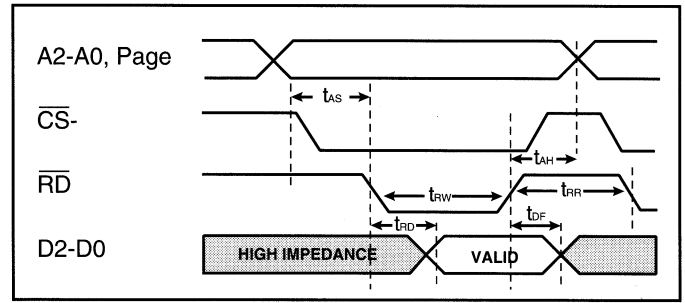 A2-A0, Page
tAS
CS-
tAH
RD
tRW
tRR
tRD
tDF
D2-D0
HIGH IMPEDANCE
VALID